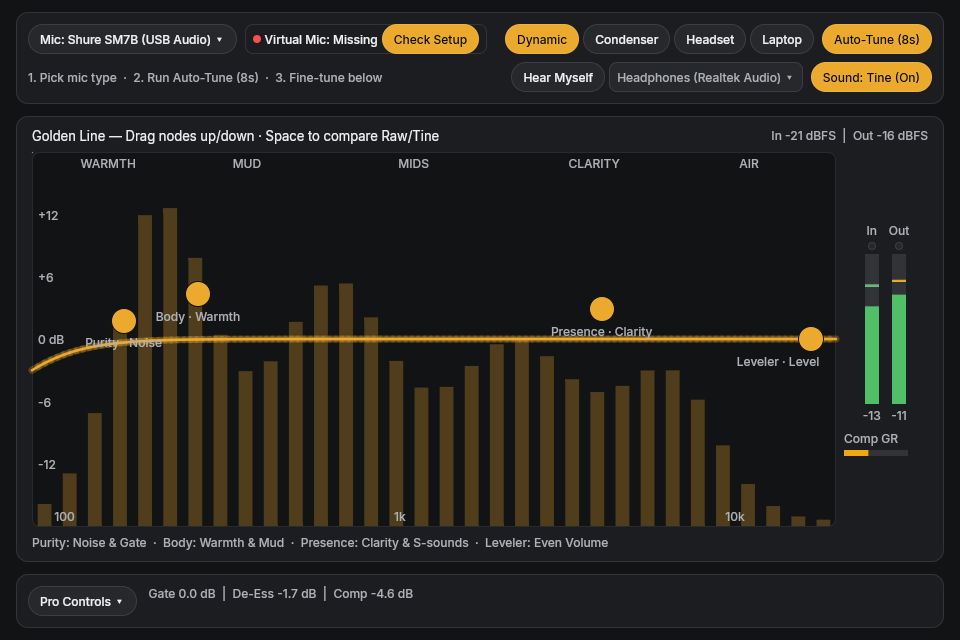 Mic: Shure SM7B (USB Audio) ▾ Virtual Mic: Missing Check Setup Dynamic Condenser Headset Laptop Auto-Tune (8s)
1. Pick mic type · 2. Run Auto-Tune (8s) · 3. Fine-tune below Hear Myself Headphones (Realtek Audio) ▾ Sound: Tine (On)
Golden Line — Drag nodes up/down · Space to compare Raw/Tine In -21 dBFS | Out -16 dBFS
WARMTH MUD MIDS CLARITY AIR
+12
In Out
+6
Body · Warmth
Presence · Clarity
0 dB
Purity · Noise
Leveler · Level
-6
-13 -11
Comp GR
-12
100 1k 10k
Purity: Noise & Gate · Body: Warmth & Mud · Presence: Clarity & S-sounds · Leveler: Even Volume
Pro Controls ▾ Gate 0.0 dB | De-Ess -1.7 dB | Comp -4.6 dB